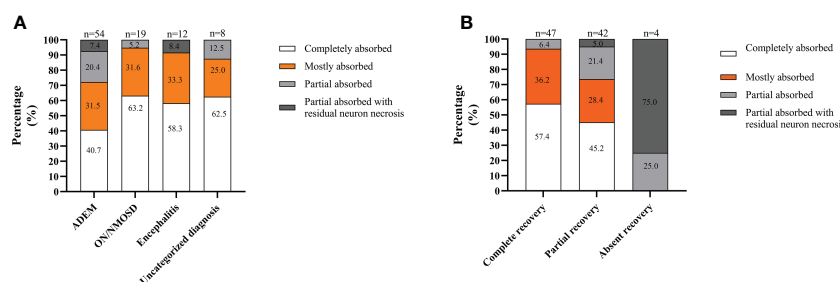 A
n=54
n=19
n=12
n=8
Percentage
(%)
100
90
80
70
60
50
40
30
20
10
0
7.4
20.4
31.5
40.7
5.2
31.6
63.2
8.4
33.3
58.3
12.5
25.0
62.5
ADEM
ON/NMOSD
Encephalitis
Uncategorized diagnosis
Completely absorbed
Mostly absorbed
Partial absorbed
Partial absorbed with
residual neuron necrosis
B
n=47
n=42
n=4
Percentage
(%)
100
90
80
70
60
50
40
30
20
10
0
6.4
36.2
57.4
5.0
21.4
28.4
45.2
75.0
25.0
Complete recovery
Partial recovery
Absent recovery
Completely absorbed
Mostly absorbed
Partial absorbed
Partial absorbed with
residual neuron necrosis